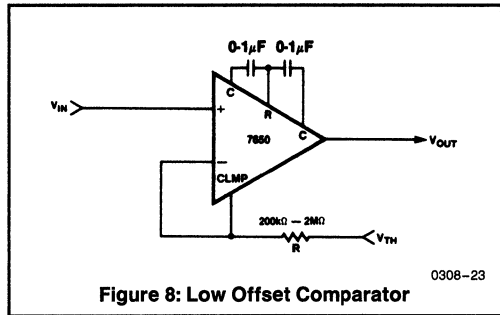 0-1µF 0-1µF
C
R
C
VIN
+
7650
VOUT
−
CLMP
200kΩ — 2MΩ
R
VTH
0308-23
Figure 8: Low Offset Comparator